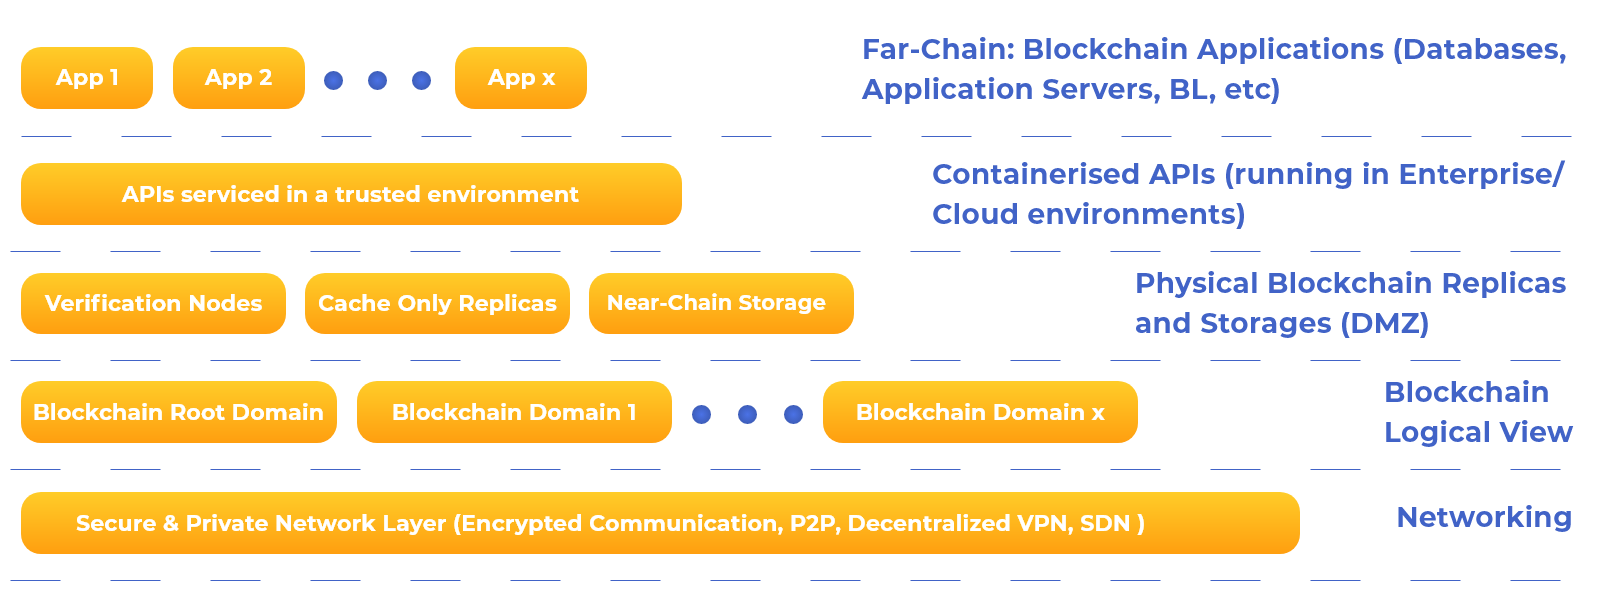 App 1
App 2
App x
Far-Chain: Blockchain Applications (Databases,
Application Servers, BL, etc)
APIs serviced in a trusted environment
Containerised APIs (running in Enterprise/
Cloud environments)
Verification Nodes
Cache Only Replicas
Near-Chain Storage
Physical Blockchain Replicas
and Storages (DMZ)
Blockchain Root Domain
Blockchain Domain 1
Blockchain Domain x
Blockchain
Logical View
Secure & Private Network Layer (Encrypted Communication, P2P, Decentralized VPN, SDN )
Networking